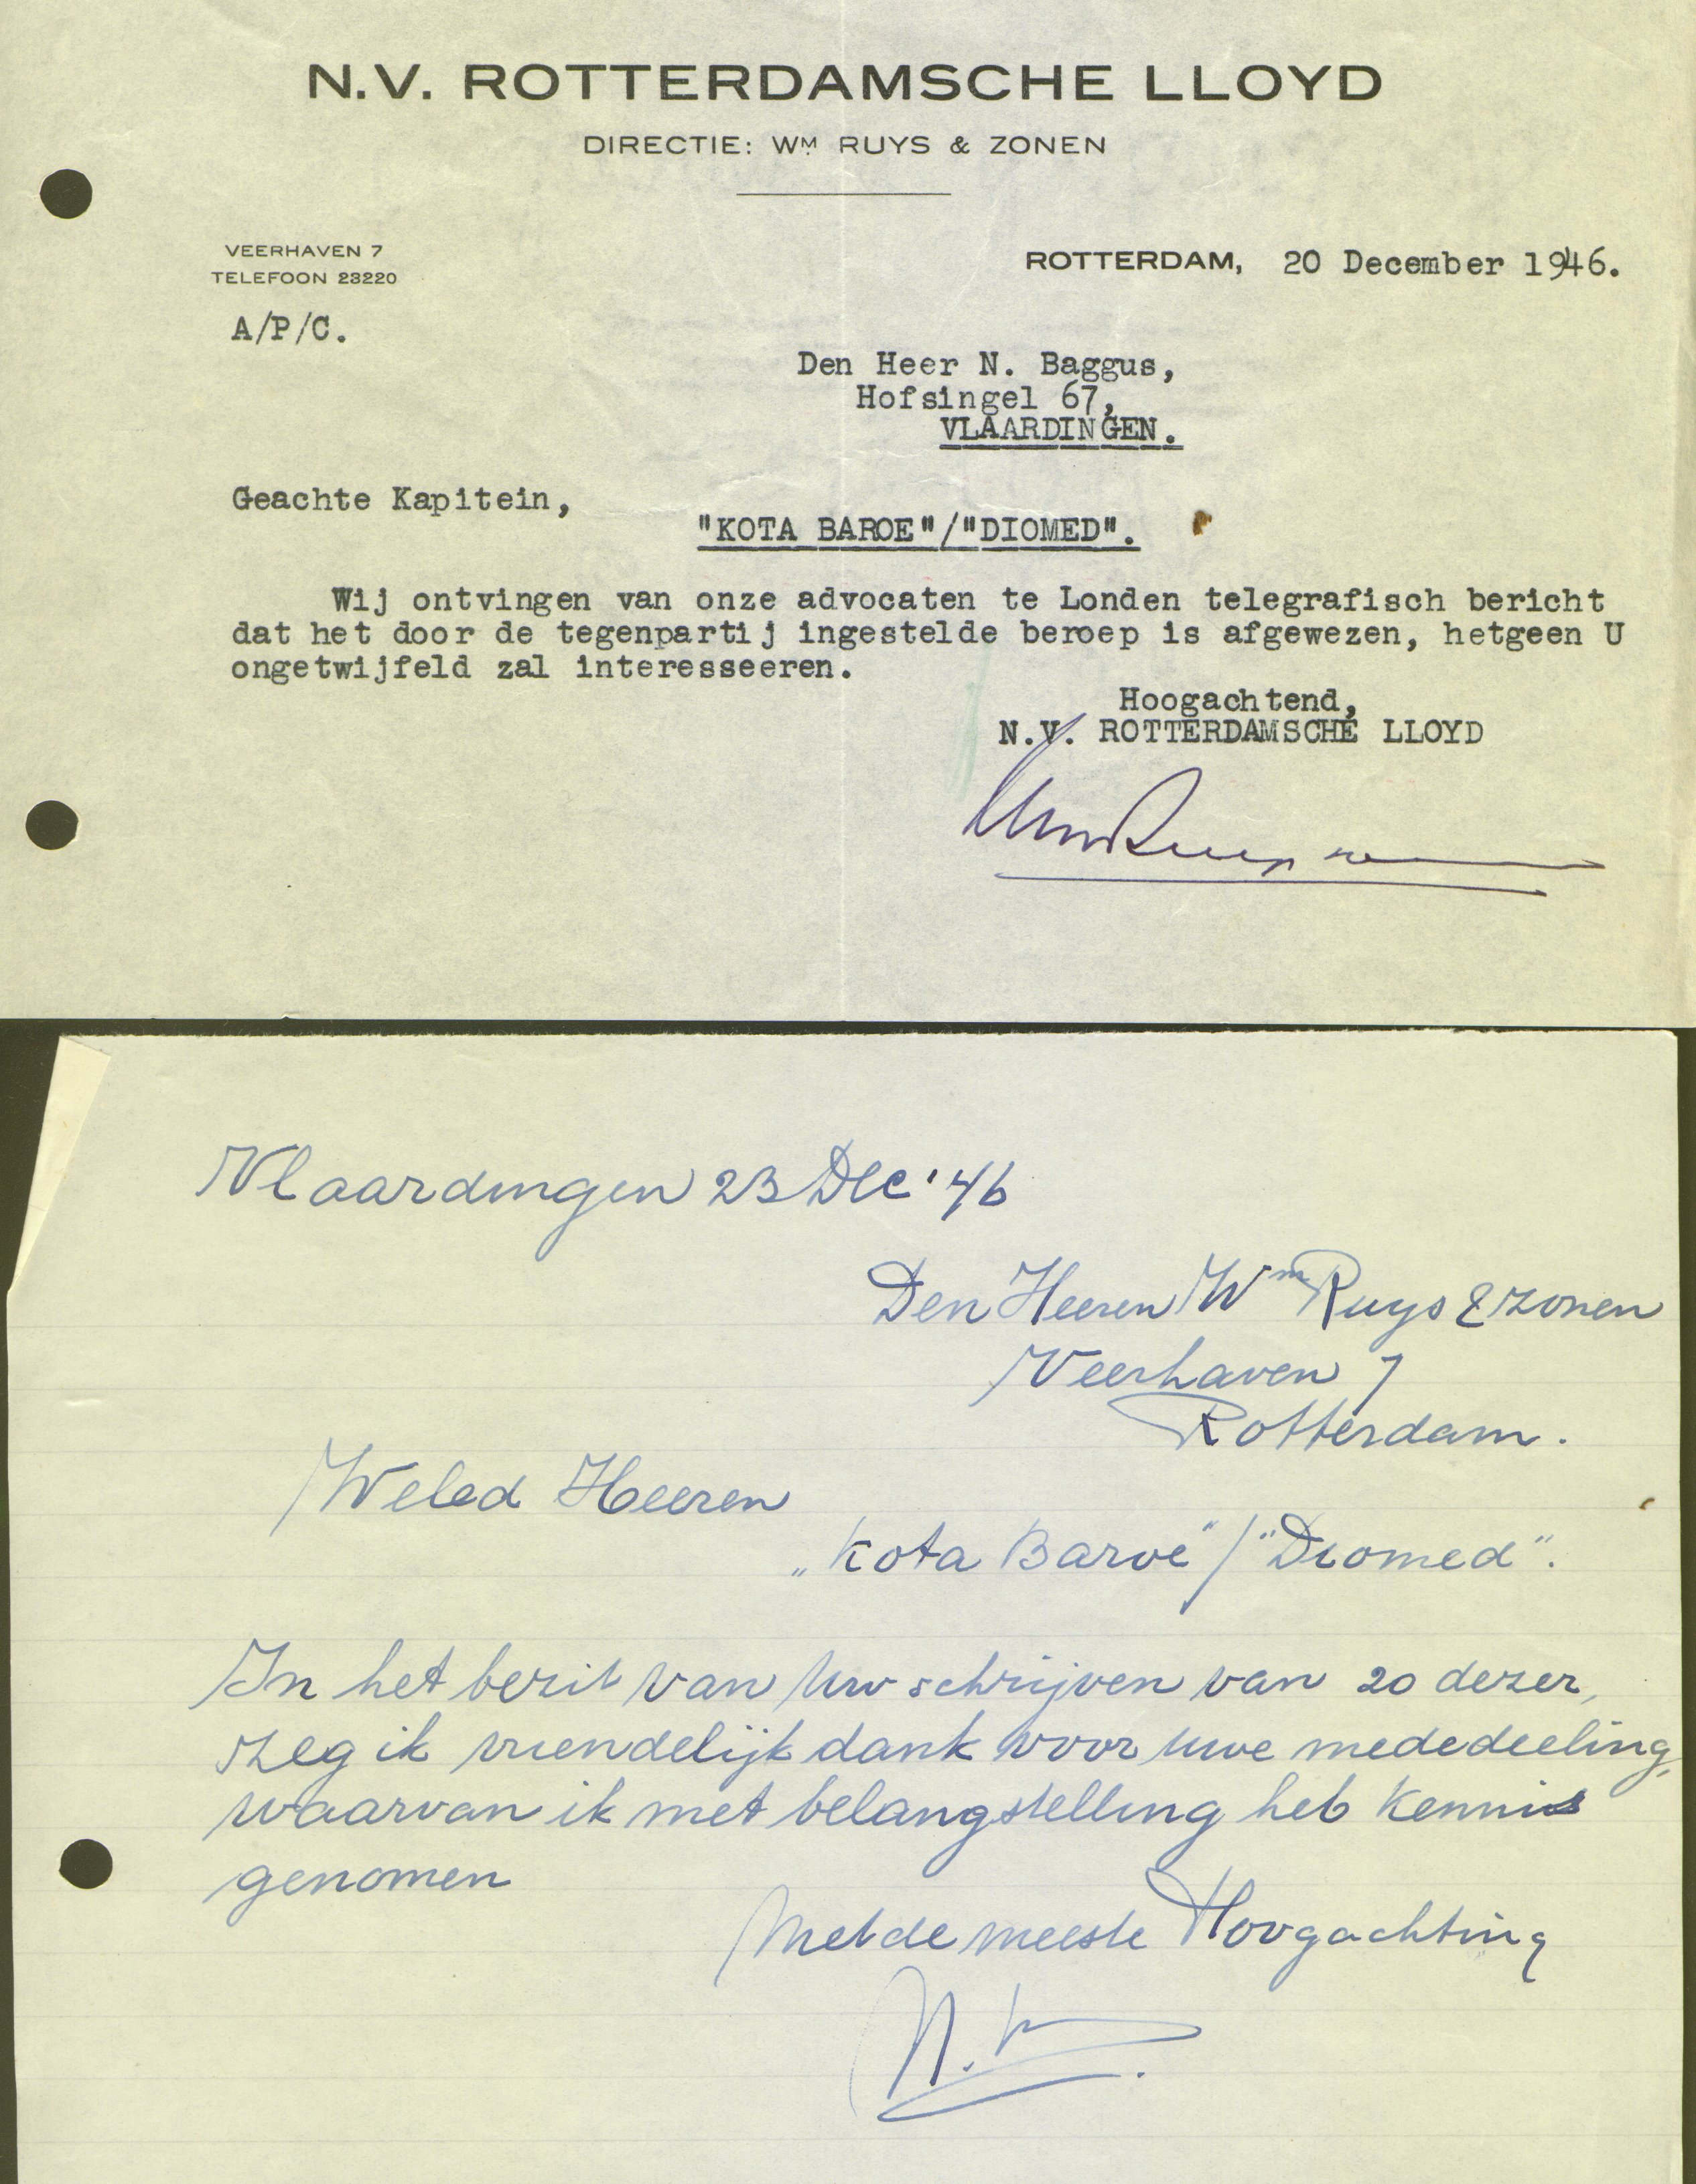 N.V. ROTTERDAMSCHE LLOYD
DIRECTIE: WM RUYS & ZONEN
VEERHAVEN 7
TELEFOON 23220
ROTTERDAM, 20 December 1946.
A/P/C.
Den Heer N. Baggus,
Hofsingel 67,
VLAARDINGEN.
Geachte Kapitein,
"KOTA BAROE"/"DIOMED".
Wij ontvingen van onze advocaten te Londen telegrafisch bericht
dat het door de tegenpartij ingestelde beroep is afgewezen, hetgeen U
ongetwijfeld zal interesseeren.
Hoogachtend,
N.V. ROTTERDAMSCHE LLOYD
Wm Ruys
Vlaardingen 23 Dec '46
Den Heeren Wm Ruys & Zonen
Veerhaven 7
Rotterdam.
Weled Heeren
„Kota Baroe"/"Diomed".
In het bezit van Uw schrijven van 20 dezer,
zeg ik vriendelijk dank voor Uwe mededeeling,
waarvan ik met belangstelling heb kennis
genomen
Met de meeste Hoogachting
N.